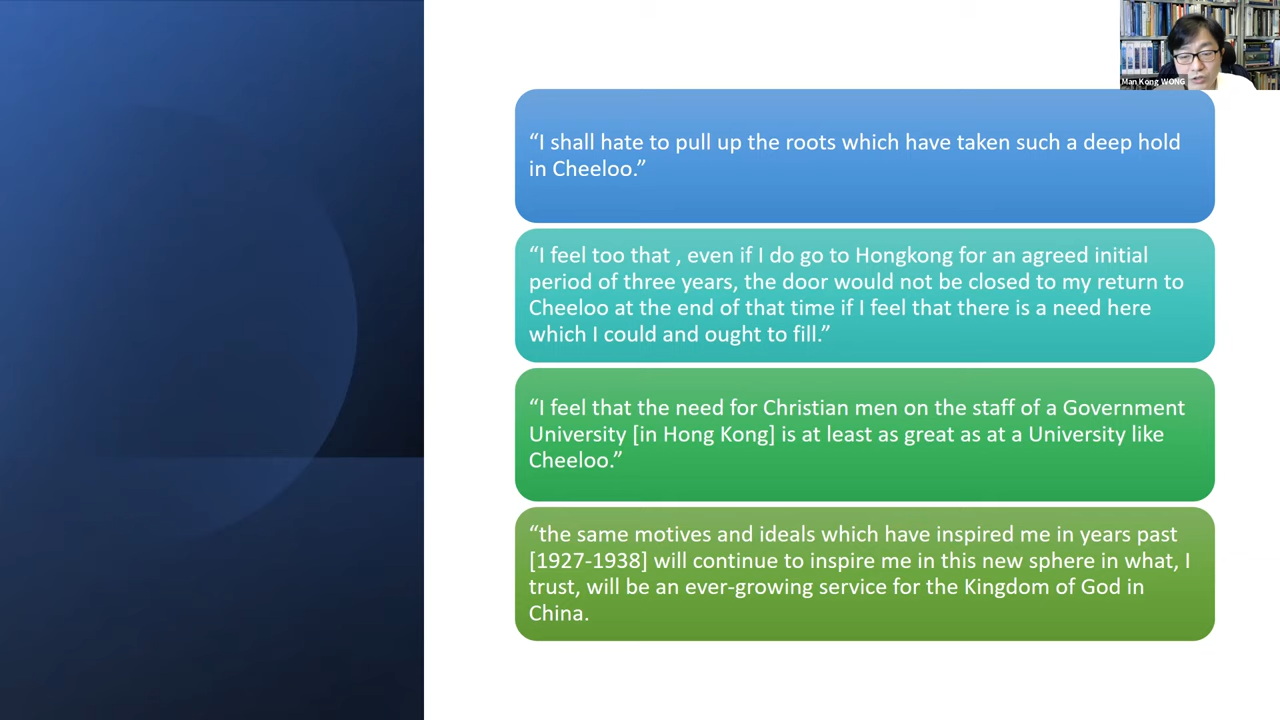 Man Kong WONG
“I shall hate to pull up the roots which have taken such a deep hold
in Cheeloo.”
“I feel too that , even if I do go to Hongkong for an agreed initial
period of three years, the door would not be closed to my return to
Cheeloo at the end of that time if I feel that there is a need here
which I could and ought to fill.”
“I feel that the need for Christian men on the staff of a Government
University [in Hong Kong] is at least as great as at a University like
Cheeloo.”
“the same motives and ideals which have inspired me in years past
[1927-1938] will continue to inspire me in this new sphere in what, I
trust, will be an ever-growing service for the Kingdom of God in
China.